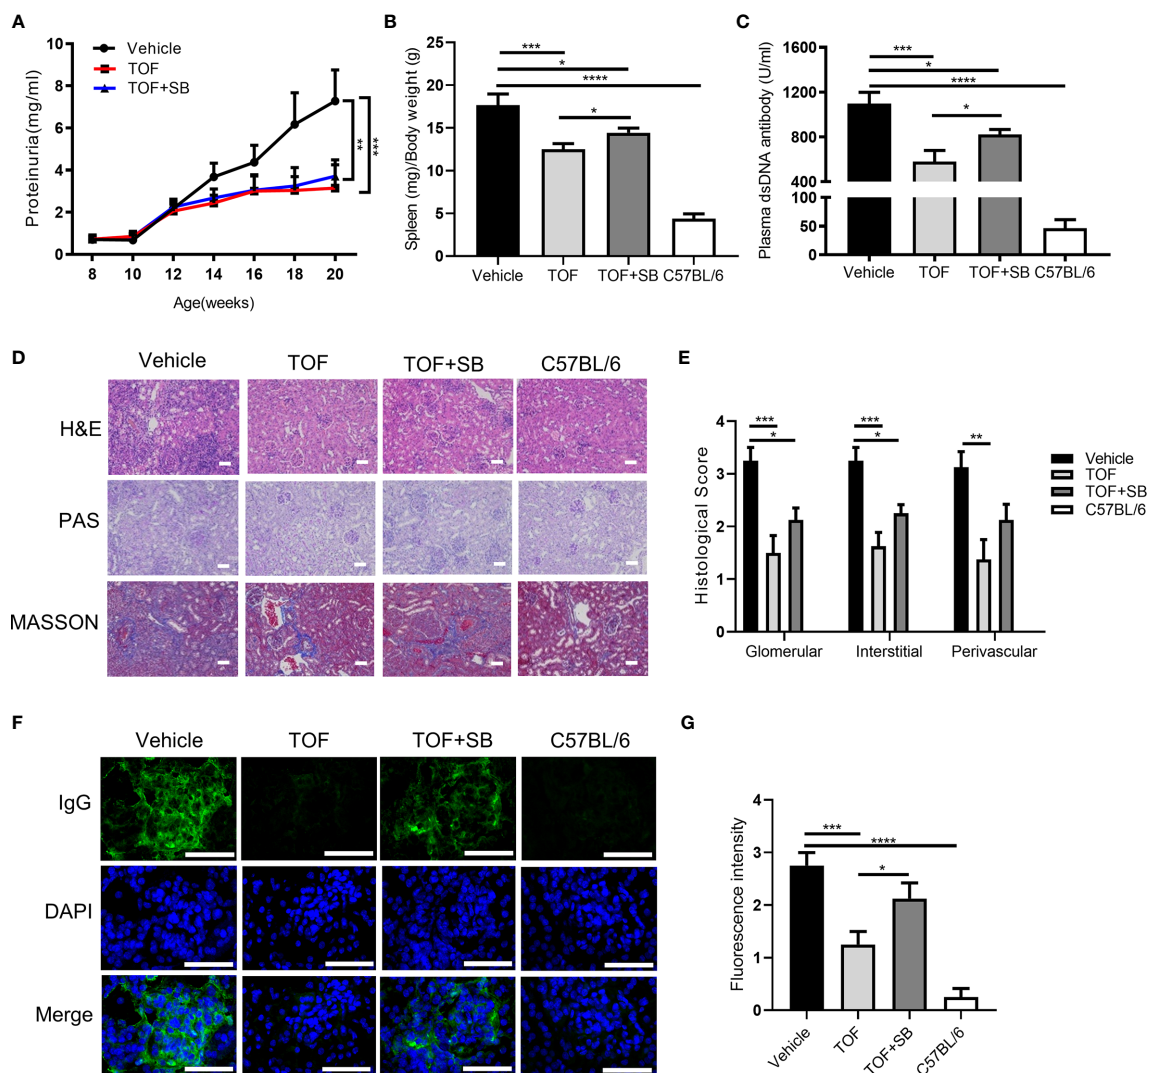 A
Proteinuria(mg/ml)
10
8
6
4
2
0
Vehicle
TOF
TOF+SB
**
***
8 10 12 14 16 18 20
Age(weeks)
B
Spleen (mg)/Body weight (g)
25
20
15
10
5
0
***
*
****
*
Vehicle TOF TOF+SB C57BL/6
C
Plasma dsDNA antibody (U/ml)
1600
1200
800
400
100
50
0
***
*
****
*
Vehicle TOF TOF+SB C57BL/6
D
Vehicle TOF TOF+SB C57BL/6
H&E
PAS
MASSON
E
Histological Score
4
3
2
1
0
***
*
***
*
**
Vehicle
TOF
TOF+SB
C57BL/6
Glomerular Interstitial Perivascular
F
Vehicle TOF TOF+SB C57BL/6
IgG
DAPI
Merge
G
Fluorescence intensity
4
3
2
1
0
***
****
*
Vehicle TOF TOF+SB C57BL/6